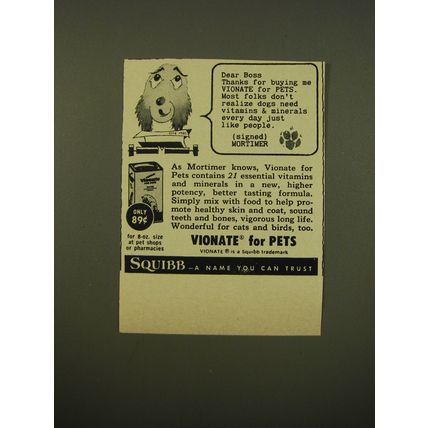 Dear Boss
Thanks for buying me
VIONATE for PETS.
Most folks don't
realize dogs need
vitamins & minerals
every day just
like people.
(signed)
MORTIMER
As Mortimer knows, Vionate for
Pets contains 21 essential vitamins
and minerals in a new, higher
potency, better tasting formula.
Simply mix with food to help pro-
mote healthy skin and coat, sound
teeth and bones, vigorous long life.
Wonderful for cats and birds, too.
ONLY
89¢
for 8-oz. size
at pet shops
or pharmacies
VIONATE® for PETS
VIONATE ® is a Squibb trademark
SQUIBB—A NAME YOU CAN TRUST